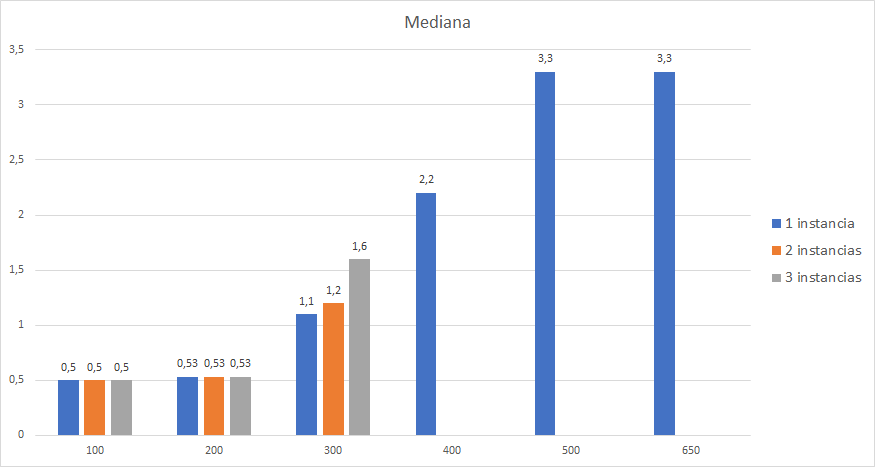 Mediana
3,5
3
2,5
2
1,5
1
0,5
0
0,5 0,5 0,5
0,53 0,53 0,53
1,1 1,2 1,6
2,2
3,3
3,3
100 200 300 400 500 650
1 instancia
2 instancias
3 instancias